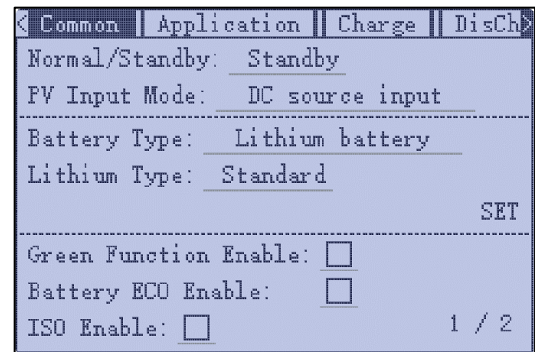 < Common Application Charge DisCh>
Normal/Standby: Standby
PV Input Mode: DC source input
Battery Type: Lithium battery
Lithium Type: Standard
SET
Green Function Enable:
Battery ECO Enable:
ISO Enable:
1 / 2